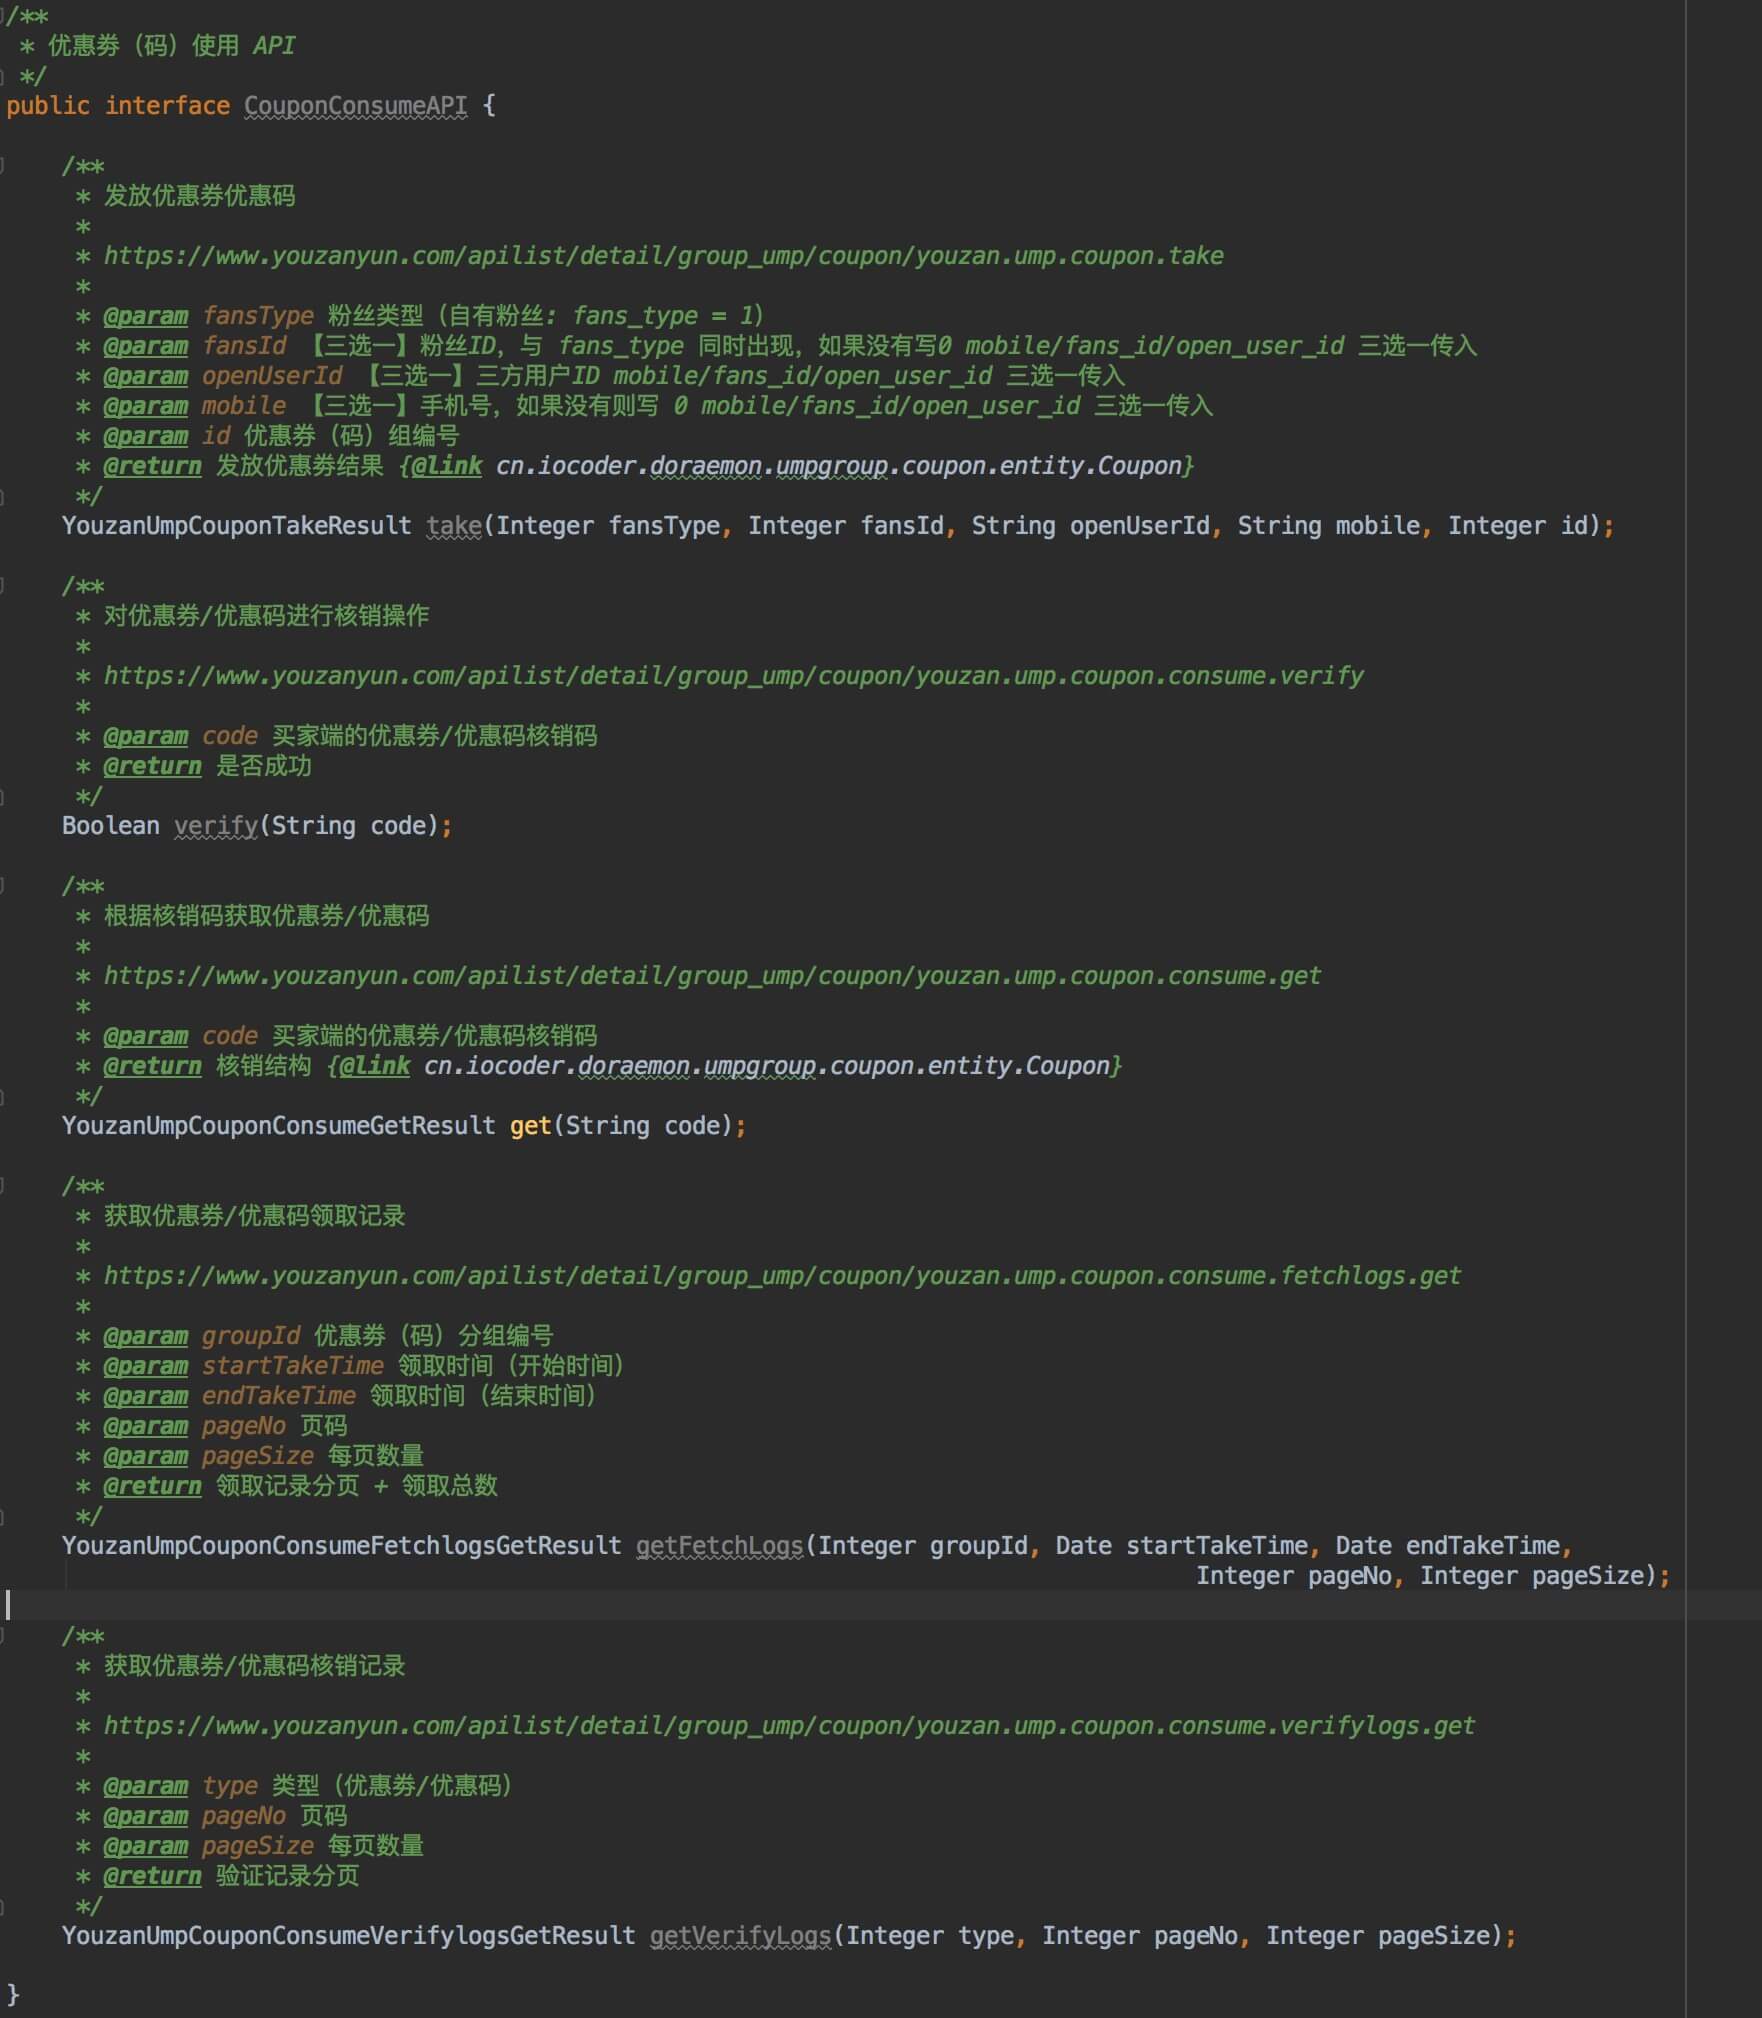 /**
 * 优惠劵（码）使用 API
 */
public interface CouponConsumeAPI {

    /**
     * 发放优惠券优惠码
     *
     * https://www.youzanyun.com/apilist/detail/group_ump/coupon/youzan.ump.coupon.take
     *
     * @param fansType 粉丝类型（自有粉丝: fans_type = 1）
     * @param fansId 【三选一】粉丝ID，与 fans_type 同时出现，如果没有写0 mobile/fans_id/open_user_id 三选一传入
     * @param openUserId 【三选一】三方用户ID mobile/fans_id/open_user_id 三选一传入
     * @param mobile 【三选一】手机号，如果没有则写 0 mobile/fans_id/open_user_id 三选一传入
     * @param id 优惠券（码）组编号
     * @return 发放优惠券结果 {@link cn.iocoder.doraemon.umpgroup.coupon.entity.Coupon}
     */
    YouzanUmpCouponTakeResult take(Integer fansType, Integer fansId, String openUserId, String mobile, Integer id);

    /**
     * 对优惠券/优惠码进行核销操作
     *
     * https://www.youzanyun.com/apilist/detail/group_ump/coupon/youzan.ump.coupon.consume.verify
     *
     * @param code 买家端的优惠券/优惠码核销码
     * @return 是否成功
     */
    Boolean verify(String code);

    /**
     * 根据核销码获取优惠券/优惠码
     *
     * https://www.youzanyun.com/apilist/detail/group_ump/coupon/youzan.ump.coupon.consume.get
     *
     * @param code 买家端的优惠券/优惠码核销码
     * @return 核销结构 {@link cn.iocoder.doraemon.umpgroup.coupon.entity.Coupon}
     */
    YouzanUmpCouponConsumeGetResult get(String code);

    /**
     * 获取优惠券/优惠码领取记录
     *
     * https://www.youzanyun.com/apilist/detail/group_ump/coupon/youzan.ump.coupon.consume.fetchlogs.get
     *
     * @param groupId 优惠劵（码）分组编号
     * @param startTakeTime 领取时间（开始时间）
     * @param endTakeTime 领取时间（结束时间）
     * @param pageNo 页码
     * @param pageSize 每页数量
     * @return 领取记录分页 + 领取总数
     */
    YouzanUmpCouponConsumeFetchlogsGetResult getFetchLogs(Integer groupId, Date startTakeTime, Date endTakeTime,
                                                                                 Integer pageNo, Integer pageSize);

    /**
     * 获取优惠券/优惠码核销记录
     *
     * https://www.youzanyun.com/apilist/detail/group_ump/coupon/youzan.ump.coupon.consume.verifylogs.get
     *
     * @param type 类型（优惠劵/优惠码）
     * @param pageNo 页码
     * @param pageSize 每页数量
     * @return 验证记录分页
     */
    YouzanUmpCouponConsumeVerifylogsGetResult getVerifyLogs(Integer type, Integer pageNo, Integer pageSize);

}